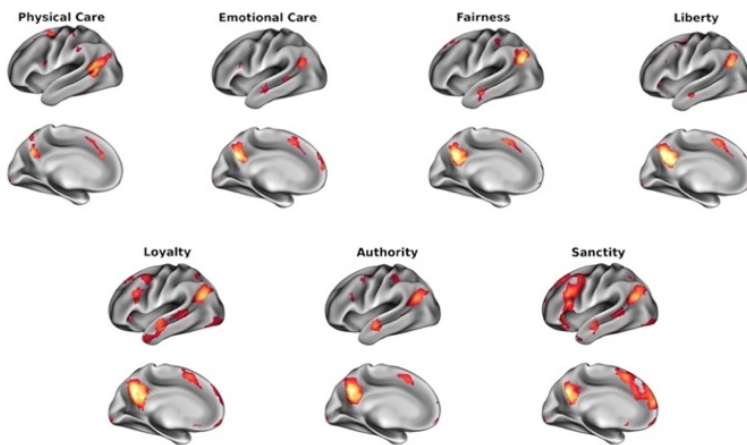 Physical Care
Emotional Care
Fairness
Liberty
Loyalty
Authority
Sanctity